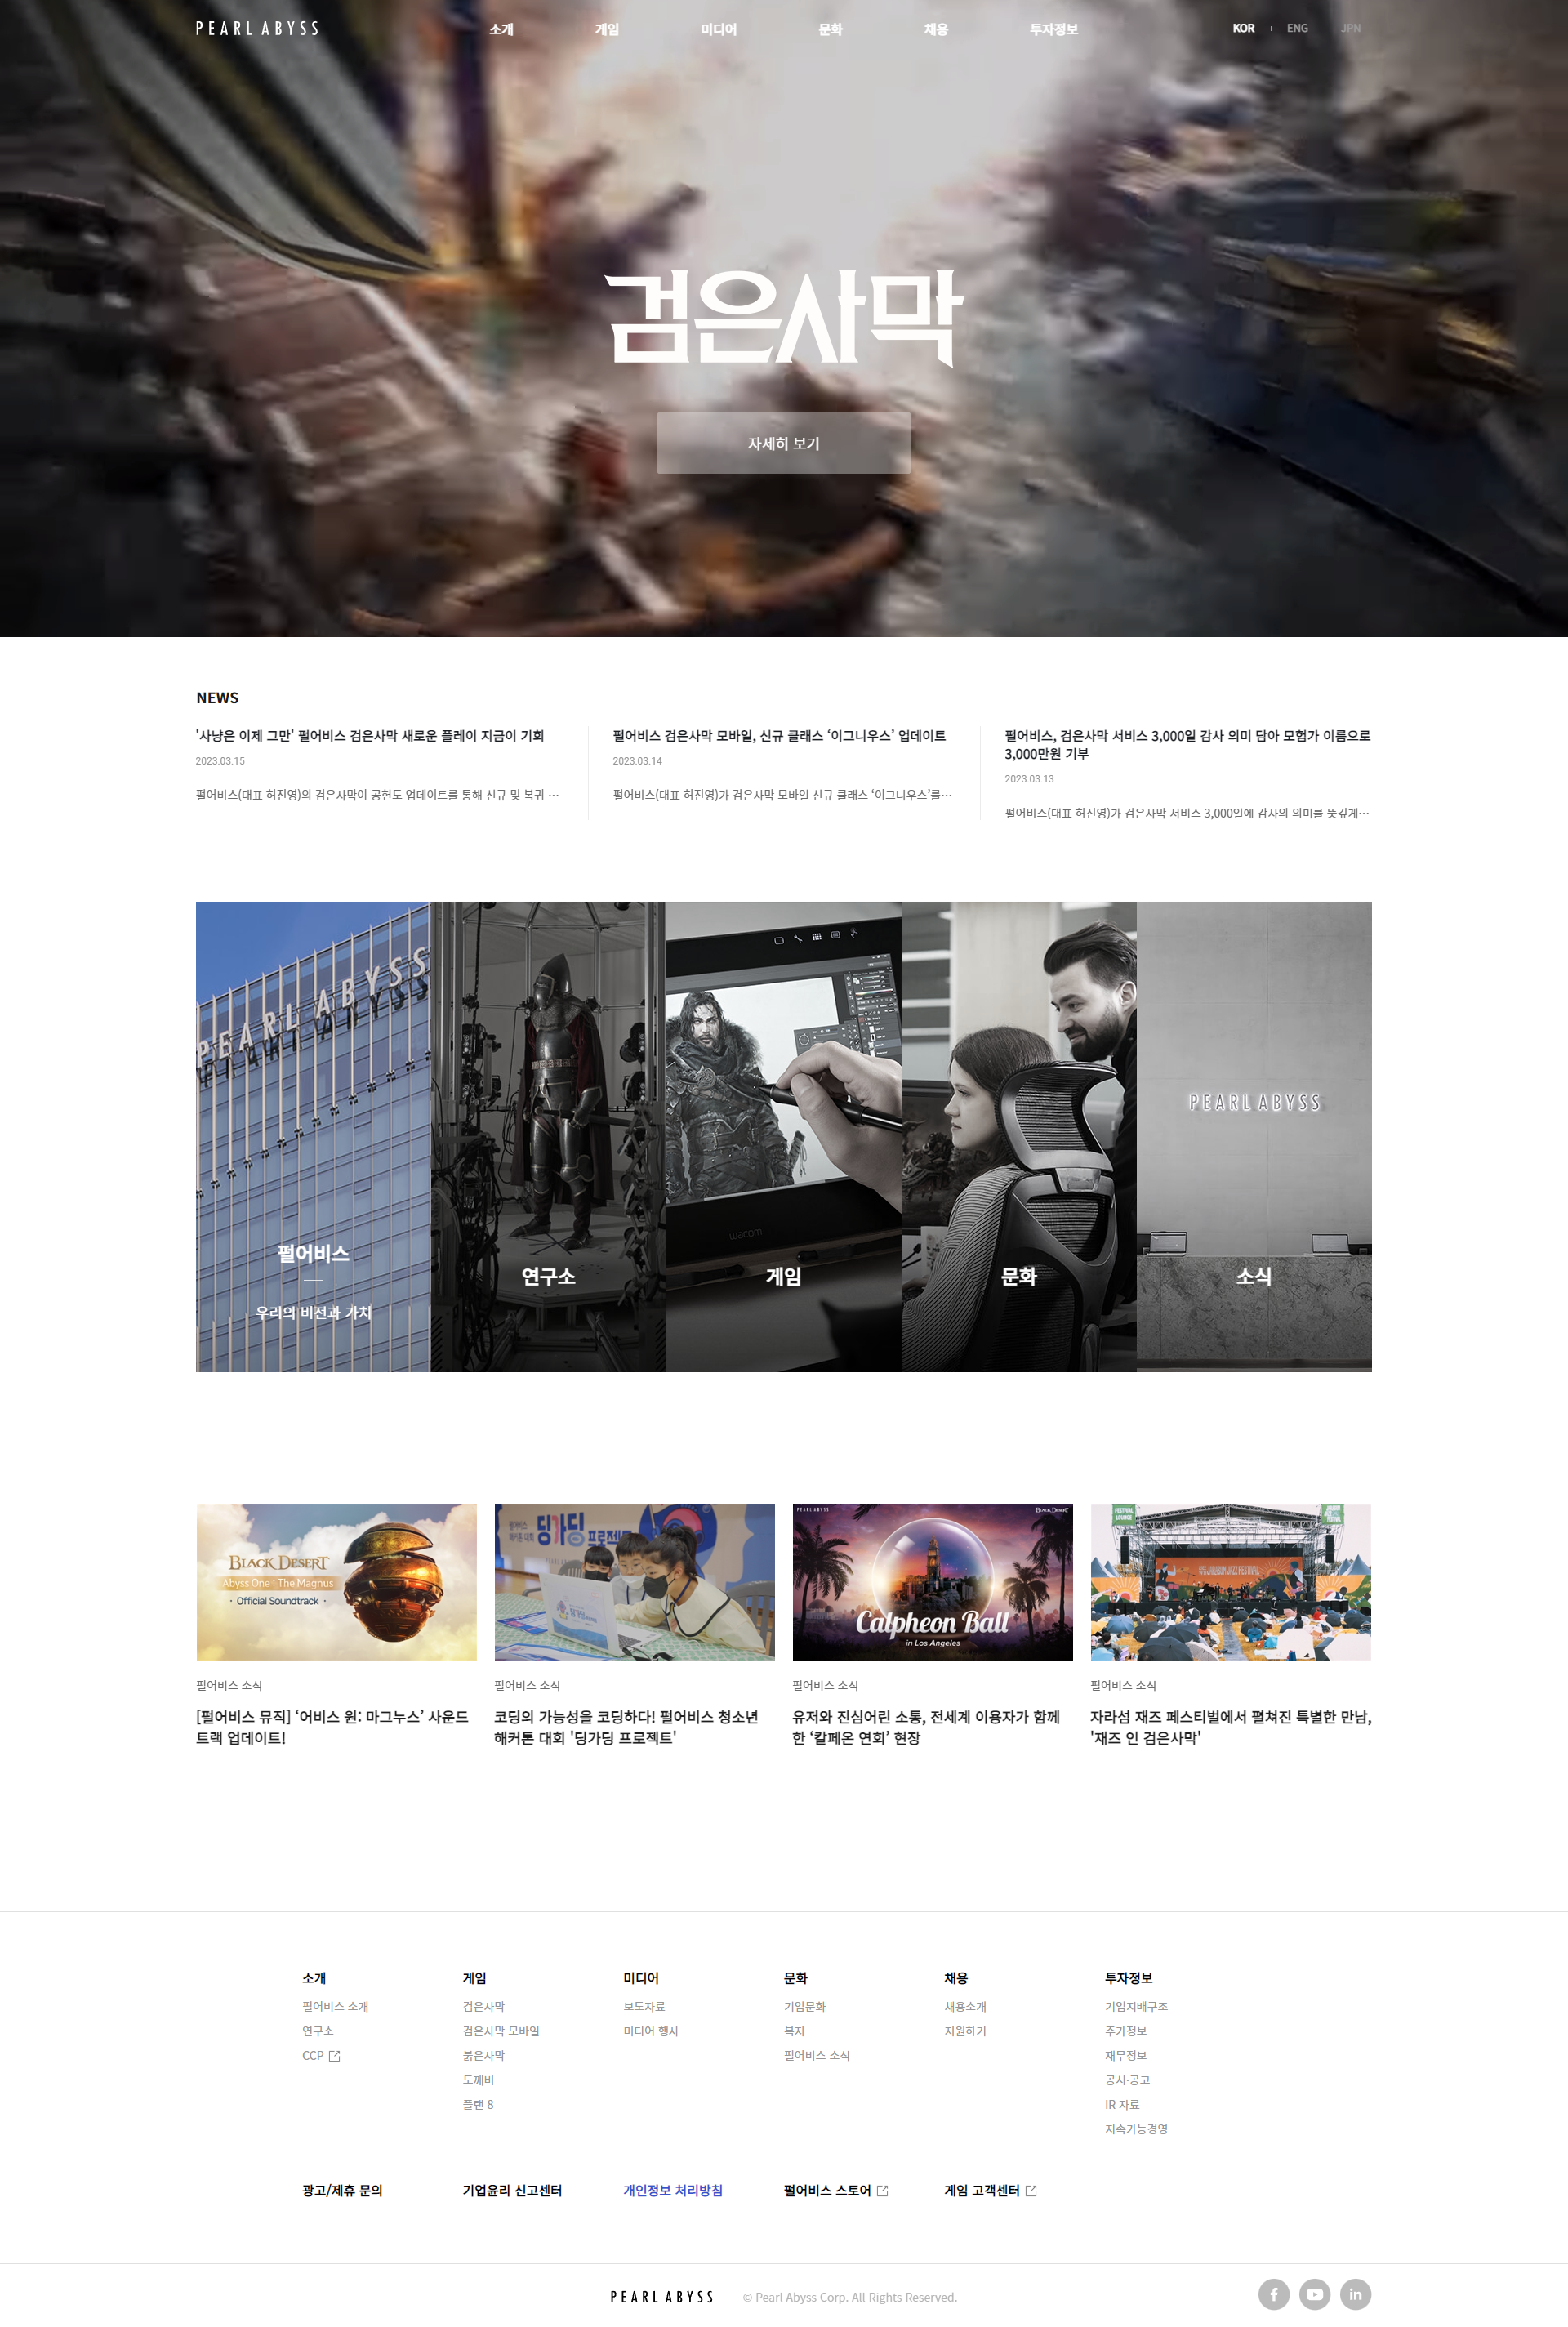 PEARL ABYSS
소개
게임
미디어
문화
채용
투자정보
KOR
ENG
JPN
검은사막
자세히 보기
NEWS
'사냥은 이제 그만' 펄어비스 검은사막 새로운 플레이 지금이 기회
2023.03.15
펄어비스(대표 허진영)의 검은사막이 공헌도 업데이트를 통해 신규 및 복귀 …
펄어비스 검은사막 모바일, 신규 클래스 ‘이그니우스’ 업데이트
2023.03.14
펄어비스(대표 허진영)가 검은사막 모바일 신규 클래스 ‘이그니우스’를…
펄어비스, 검은사막 서비스 3,000일 감사 의미 담아 모험가 이름으로
3,000만원 기부
2023.03.13
펄어비스(대표 허진영)가 검은사막 서비스 3,000일에 감사의 의미를 뜻깊게…
PEARL ABYSS
펄어비스
우리의 비전과 가치
연구소
wacom
게임
문화
PEARL ABYSS
소식
BLACK DESERT
Abyss One : The Magnus
· Official Soundtrack ·
펄어비스 소식
[펄어비스 뮤직] ‘어비스 원: 마그누스’ 사운드
트랙 업데이트!
딩가딩 프로젝트
펄어비스 소식
코딩의 가능성을 코딩하다! 펄어비스 청소년
해커톤 대회 '딩가딩 프로젝트'
PEARL ABYSS
BLACK DESERT
Calpheon Ball
in Los Angeles
펄어비스 소식
유저와 진심어린 소통, 전세계 이용자가 함께
한 ‘칼페온 연회’ 현장
FESTIVAL
LOUNGE
펄어비스 소식
자라섬 재즈 페스티벌에서 펼쳐진 특별한 만남,
'재즈 인 검은사막'
소개
펄어비스 소개
연구소
CCP
게임
검은사막
검은사막 모바일
붉은사막
도깨비
플랜 8
미디어
보도자료
미디어 행사
문화
기업문화
복지
펄어비스 소식
채용
채용소개
지원하기
투자정보
기업지배구조
주가정보
재무정보
공시·공고
IR 자료
지속가능경영
광고/제휴 문의
기업윤리 신고센터
개인정보 처리방침
펄어비스 스토어
게임 고객센터
PEARL ABYSS
© Pearl Abyss Corp. All Rights Reserved.